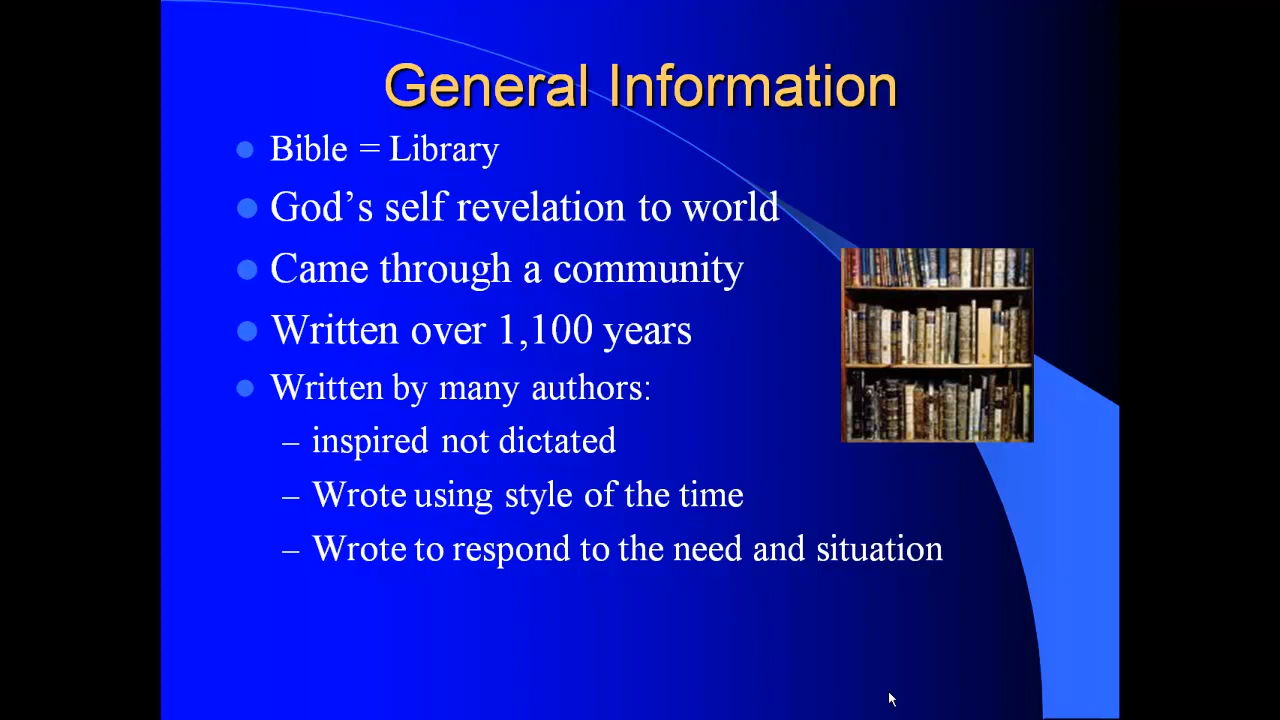 General Information
Bible = Library
God's self revelation to world
Came through a community
Written over 1,100 years
Written by many authors:
– inspired not dictated
– Wrote using style of the time
– Wrote to respond to the need and situation